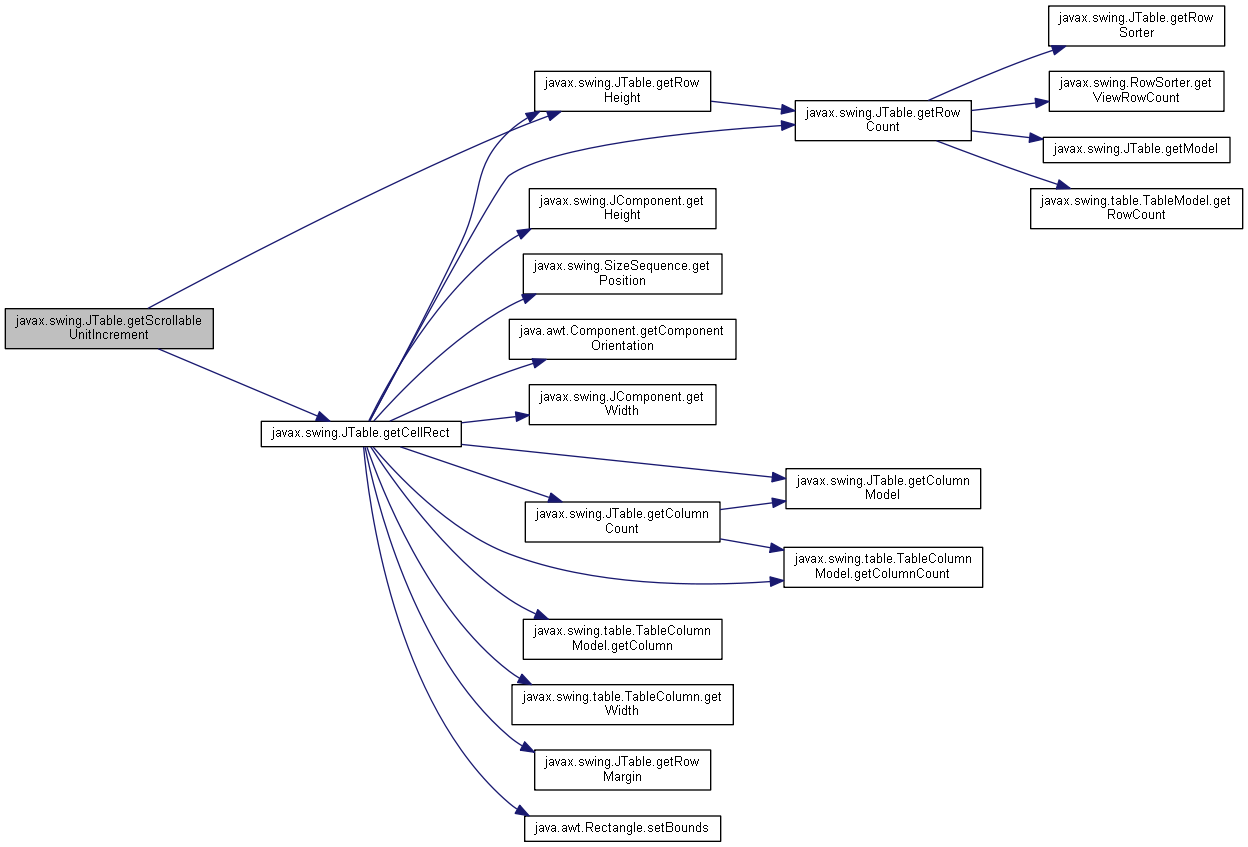 javax.swing.JTable.getScrollable
UnitIncrement
javax.swing.JTable.getRow
Height
javax.swing.JTable.getRow
Count
javax.swing.JTable.getRow
Sorter
javax.swing.RowSorter.get
ViewRowCount
javax.swing.JTable.getModel
javax.swing.table.TableModel.get
RowCount
javax.swing.JTable.getCellRect
javax.swing.JComponent.get
Height
javax.swing.SizeSequence.get
Position
java.awt.Component.getComponent
Orientation
javax.swing.JComponent.get
Width
javax.swing.JTable.getColumn
Model
javax.swing.JTable.getColumn
Count
javax.swing.table.TableColumn
Model.getColumnCount
javax.swing.table.TableColumn
Model.getColumn
javax.swing.table.TableColumn.get
Width
javax.swing.JTable.getRow
Margin
java.awt.Rectangle.setBounds